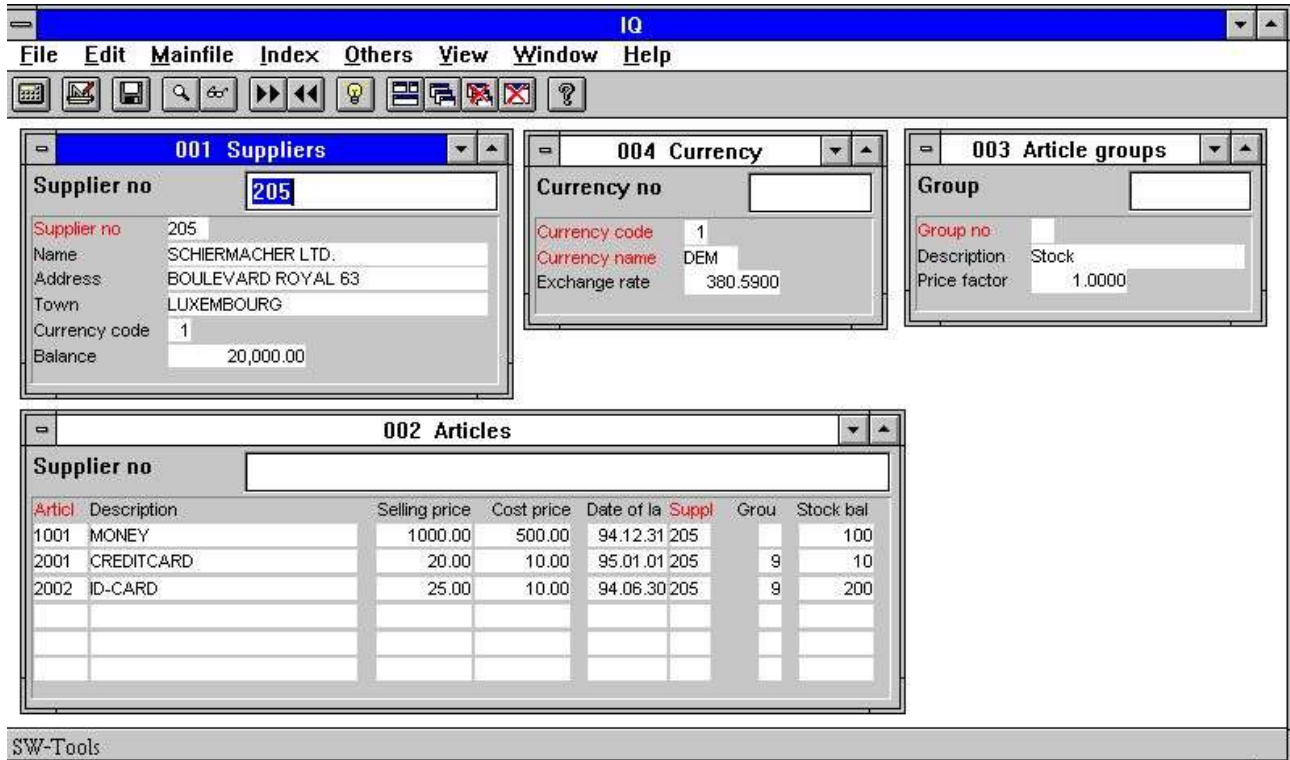 IQ
File Edit Mainfile Index Others View Window Help
001 Suppliers
Supplier no 205
Supplier no 205
Name SCHIERMACHER LTD.
Address BOULEVARD ROYAL 63
Town LUXEMBOURG
Currency code 1
Balance 20,000.00
004 Currency
Currency no
Currency code 1
Currency name DEM
Exchange rate 380.5900
003 Article groups
Group
Group no
Description Stock
Price factor 1.0000
002 Articles
Supplier no
Articl Description Selling price Cost price Date of la Suppl Grou Stock bal
1001 MONEY 1000.00 500.00 94.12.31 205 100
2001 CREDITCARD 20.00 10.00 95.01.01 205 9 10
2002 ID-CARD 25.00 10.00 94.06.30 205 9 200
SW-Tools